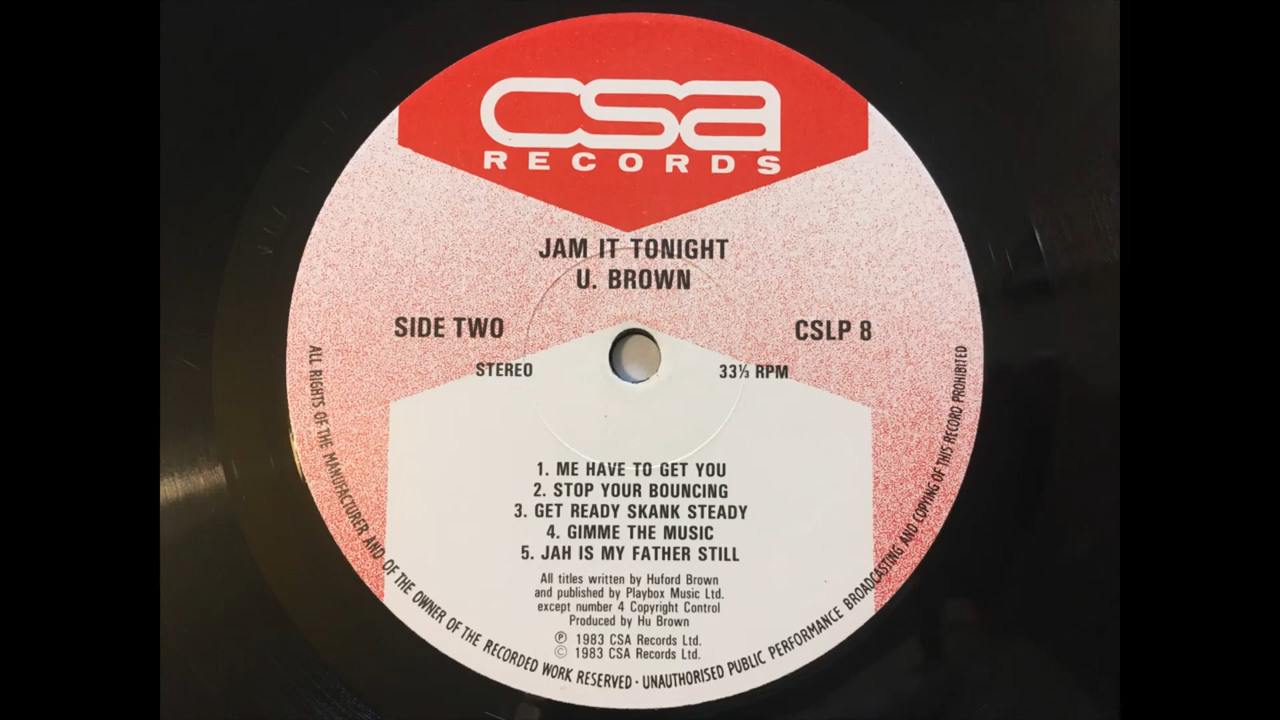 csa
RECORDS
JAM IT TONIGHT
U. BROWN
SIDE TWO
CSLP 8
STEREO
33⅓ RPM
1. ME HAVE TO GET YOU
2. STOP YOUR BOUNCING
3. GET READY SKANK STEADY
4. GIMME THE MUSIC
5. JAH IS MY FATHER STILL
All titles written by Huford Brown
and published by Playbox Music Ltd.
except number 4 Copyright Control
Produced by Hu Brown
℗ 1983 CSA Records Ltd.
© 1983 CSA Records Ltd.
ALL RIGHTS OF THE MANUFACTURER AND OF THE OWNER OF THE RECORDED WORK RESERVED · UNAUTHORISED PUBLIC PERFORMANCE BROADCASTING AND COPYING OF THIS RECORD PROHIBITED